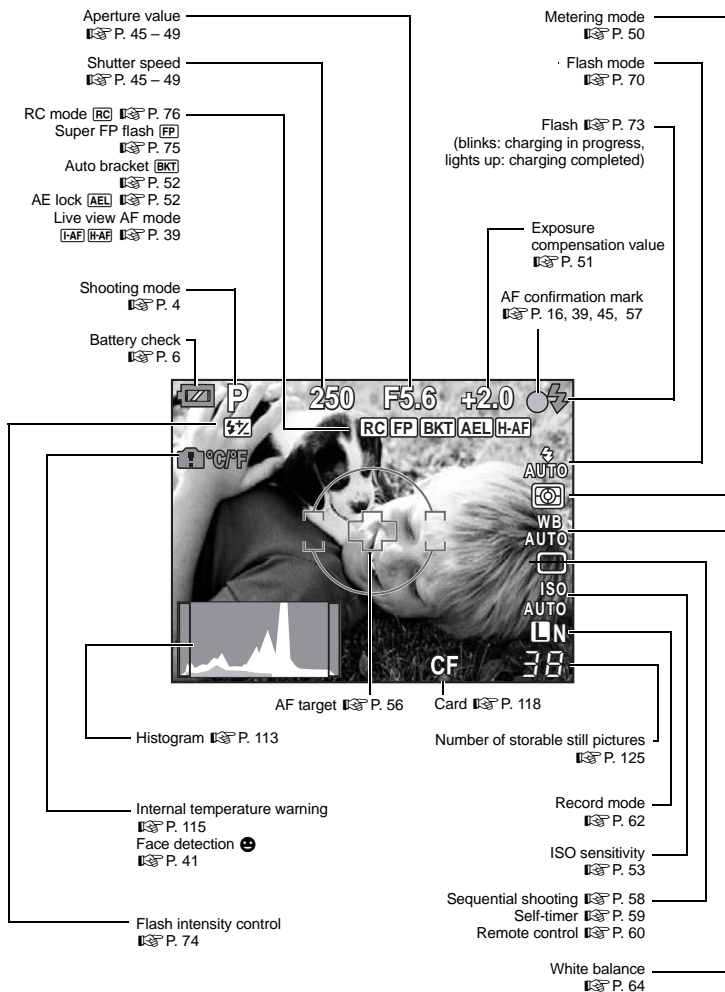 Aperture value
P. 45 – 49
Shutter speed
P. 45 – 49
RC mode RC P. 76
Super FP flash FP
P. 75
Auto bracket BKT
P. 52
AE lock AEL P. 52
Live view AF mode
I-AF H-AF P. 39
Shooting mode
P. 4
Battery check
P. 6
Metering mode
P. 50
Flash mode
P. 70
Flash P. 73
(blinks: charging in progress,
lights up: charging completed)
Exposure
compensation value
P. 51
AF confirmation mark
P. 16, 39, 45, 57
P 250 F5.6 +2.0
RC FP BKT AEL H-AF
°C/°F
AUTO
WB
AUTO
ISO
AUTO
L N
CF 38
AF target P. 56
Card P. 118
Histogram P. 113
Number of storable still pictures
P. 125
Internal temperature warning
P. 115
Face detection
P. 41
Record mode
P. 62
ISO sensitivity
P. 53
Sequential shooting P. 58
Self-timer P. 59
Remote control P. 60
Flash intensity control
P. 74
White balance
P. 64